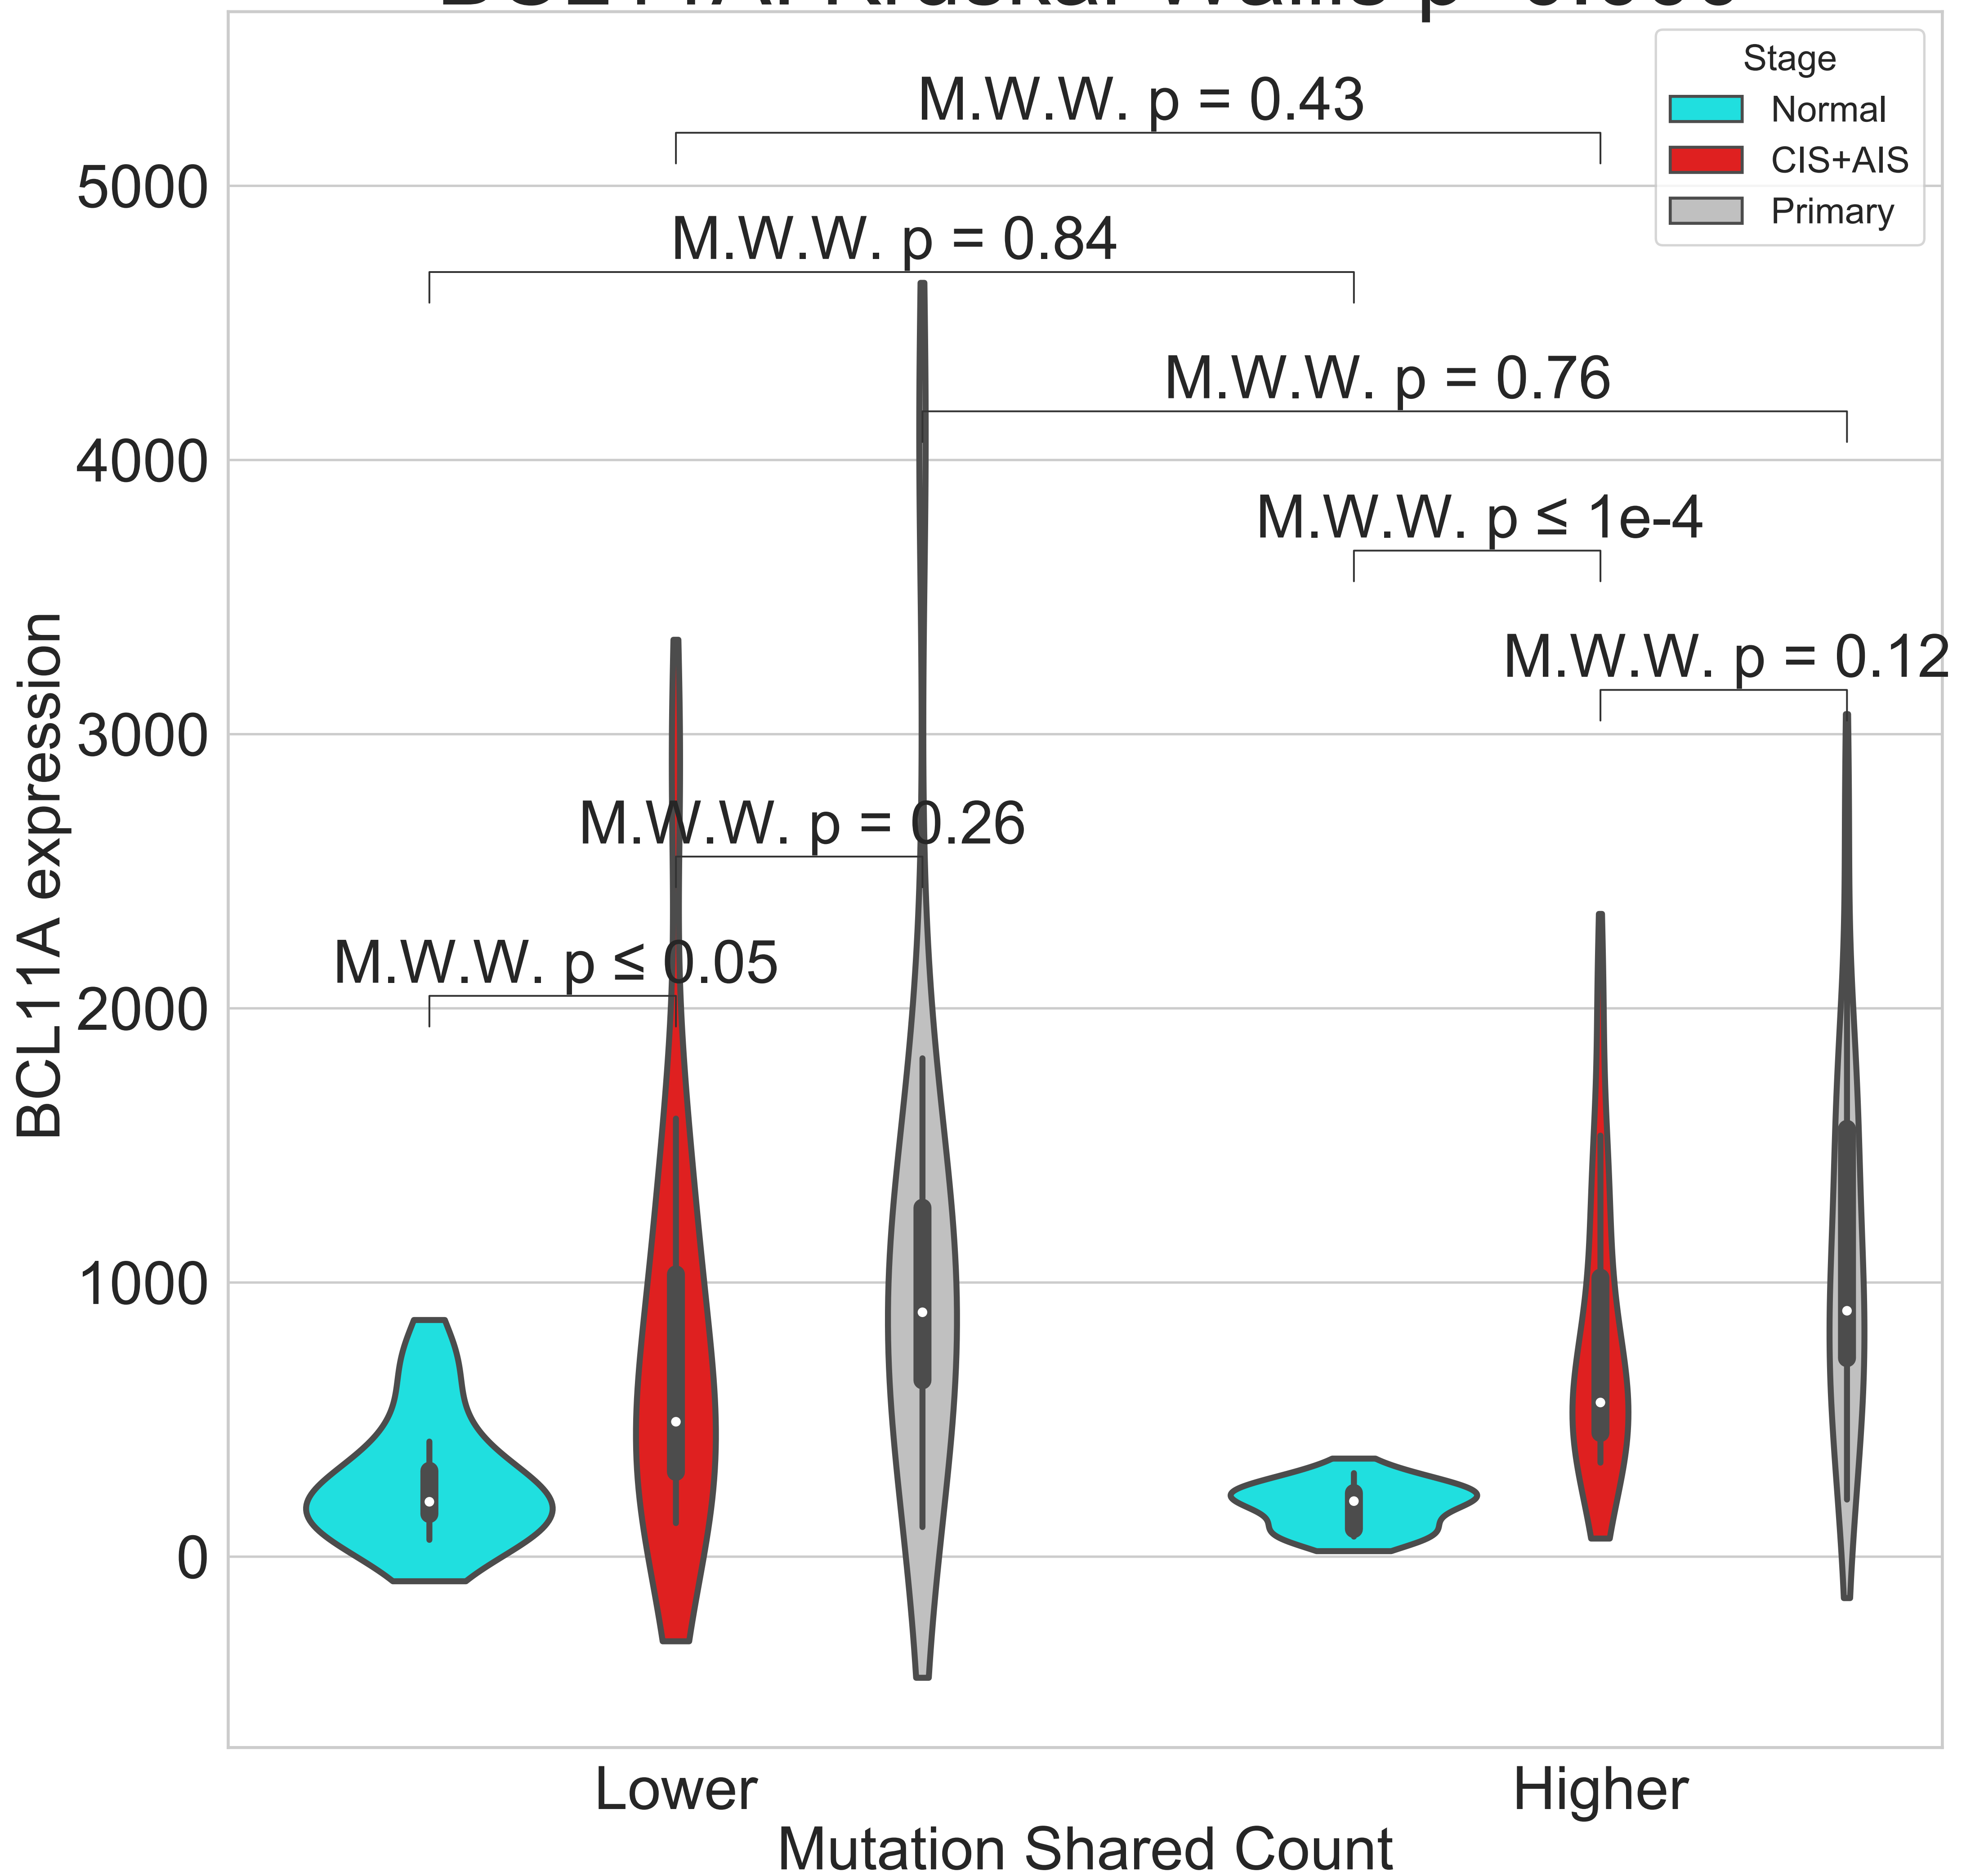 Stage
Normal
CIS+AIS
Primary
M.W.W. p = 0.43
M.W.W. p = 0.84
M.W.W. p = 0.76
M.W.W. p ≤ 1e-4
M.W.W. p = 0.12
M.W.W. p = 0.26
M.W.W. p ≤ 0.05
5000
4000
3000
2000
1000
0
BCL11A expression
Lower
Higher
Mutation Shared Count